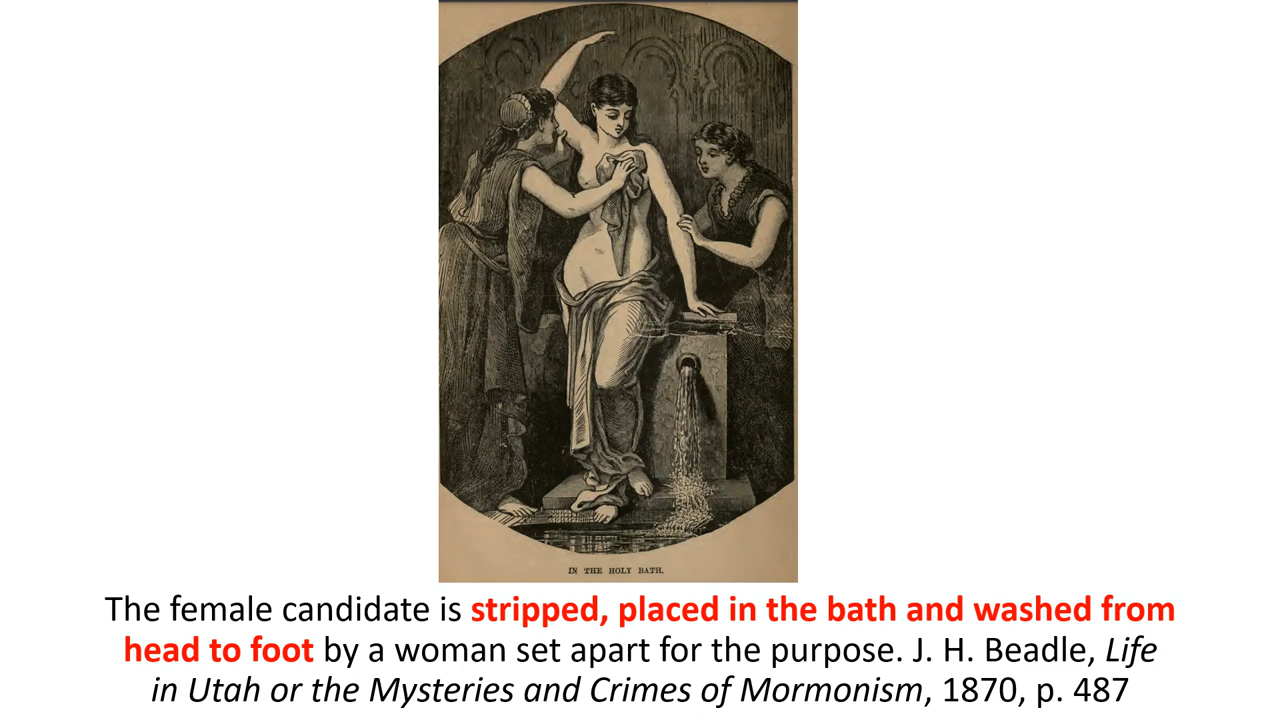 IN THE HOLY BATH.
The female candidate is stripped, placed in the bath and washed from
head to foot by a woman set apart for the purpose. J. H. Beadle, Life
in Utah or the Mysteries and Crimes of Mormonism, 1870, p. 487